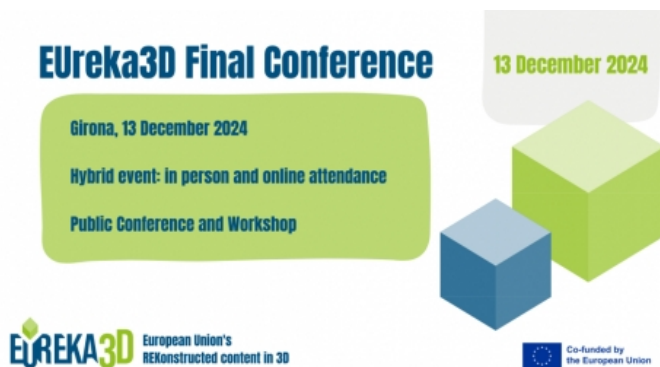 EUreka3D Final Conference
13 December 2024
Girona, 13 December 2024
Hybrid event: in person and online attendance
Public Conference and Workshop
EUREKA3D
European Union's
REKonstructed content in 3D
Co-funded by
the European Union